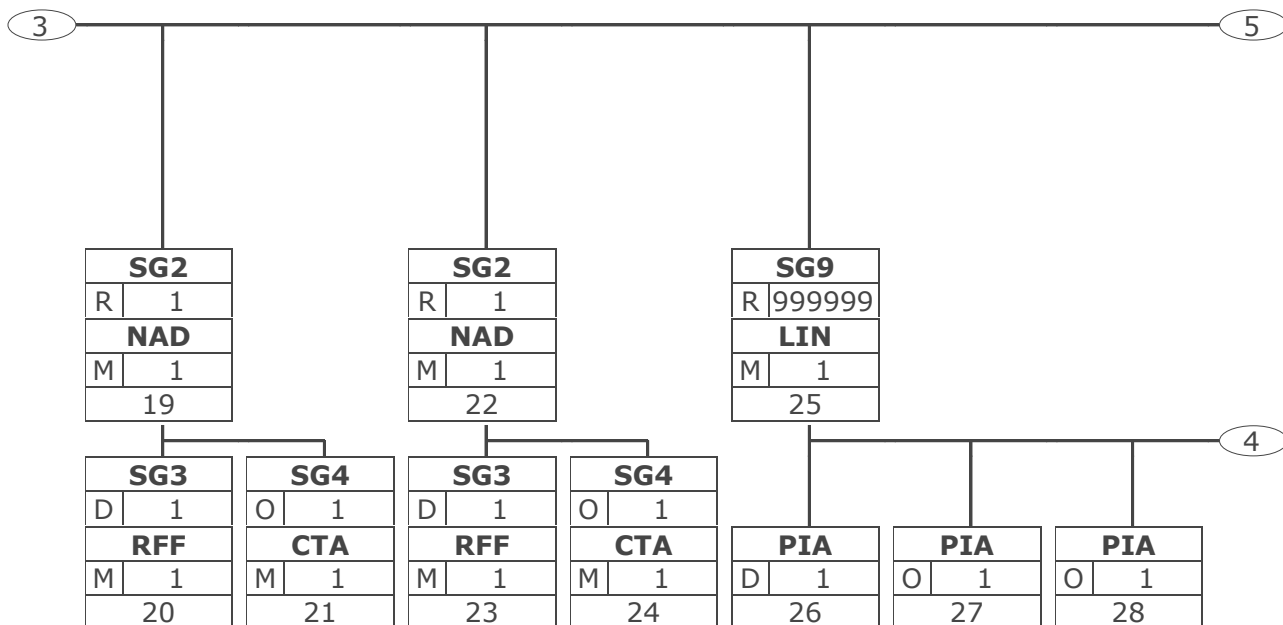 3 5
SG2 SG2 SG9
R 1 R 1 R 999999
NAD NAD LIN
M 1 M 1 M 1
19 22 25
4
SG3 SG4 SG3 SG4
D 1 O 1 D 1 O 1
RFF CTA RFF CTA PIA PIA PIA
M 1 M 1 M 1 M 1 D 1 O 1 O 1
20 21 23 24 26 27 28